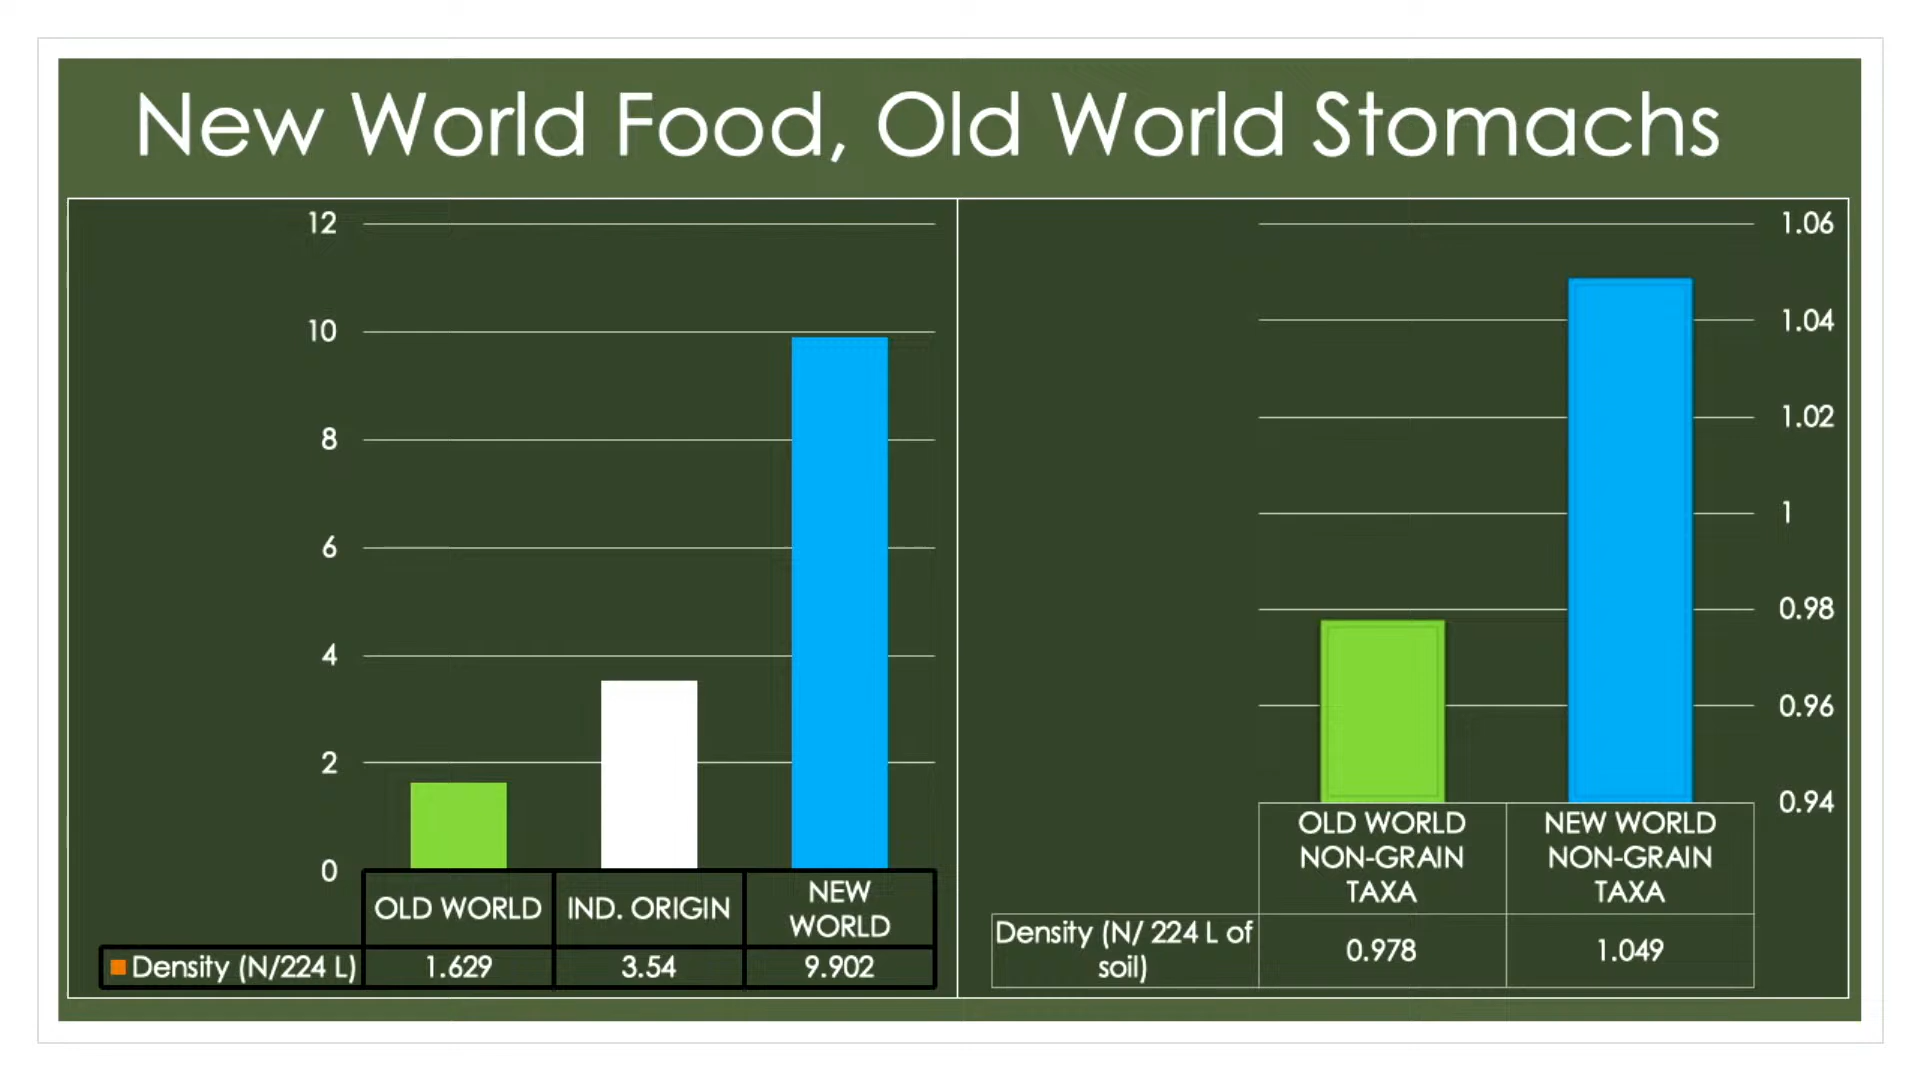 New World Food, Old World Stomachs
12
10
8
6
4
2
0
OLD WORLD
IND. ORIGIN
NEW
WORLD
Density (N/224 L)
1.629
3.54
9.902
1.06
1.04
1.02
1
0.98
0.96
0.94
OLD WORLD
NON-GRAIN
TAXA
NEW WORLD
NON-GRAIN
TAXA
Density (N/ 224 L of
soil)
0.978
1.049